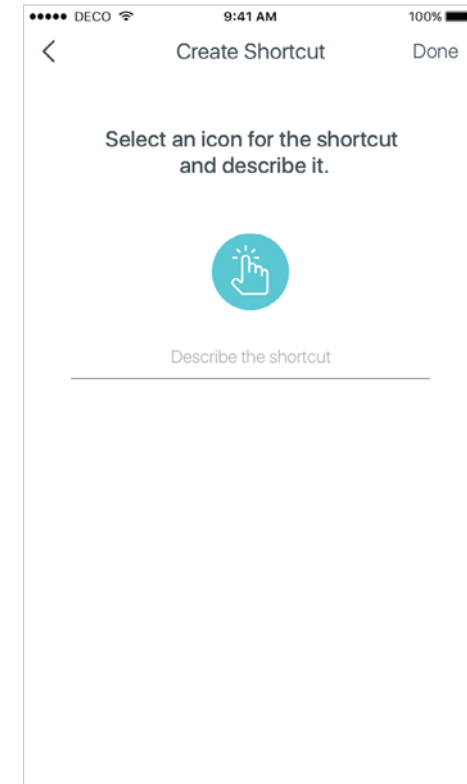 DECO 9:41 AM 100%
Create Shortcut Done
Select an icon for the shortcut
and describe it.
Describe the shortcut